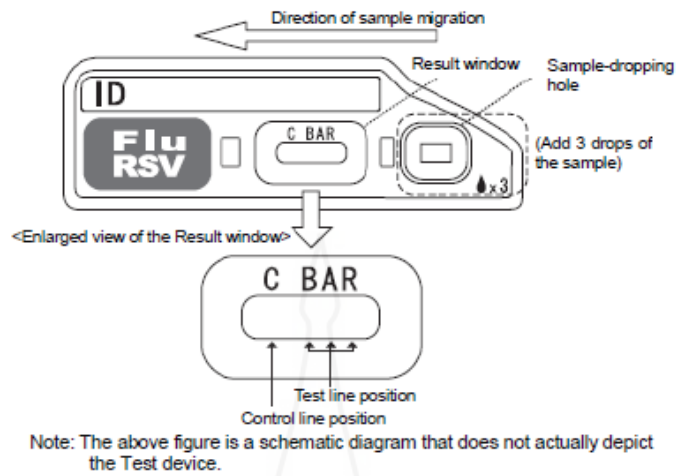 Direction of sample migration
Result window
Sample-dropping
hole
ID
Flu
RSV
C BAR
(Add 3 drops of
the sample)
x3
<Enlarged view of the Result window>
C BAR
Test line position
Control line position
Note: The above figure is a schematic diagram that does not actually depict
the Test device.